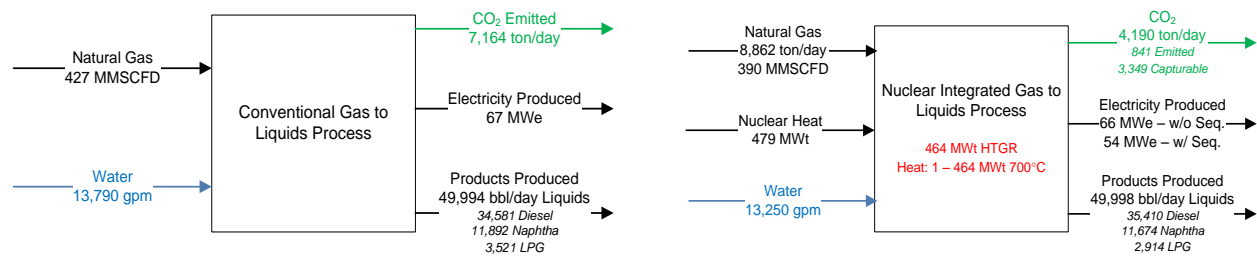 CO₂ Emitted
7,164 ton/day
Natural Gas
427 MMSCFD
Conventional Gas to
Liquids Process
Electricity Produced
67 MWe
Water
13,790 gpm
Products Produced
49,994 bbl/day Liquids
34,581 Diesel
11,892 Naphtha
3,521 LPG
CO₂
4,190 ton/day
841 Emitted
3,349 Capturable
Natural Gas
8,862 ton/day
390 MMSCFD
Nuclear Integrated Gas to
Liquids Process
Nuclear Heat
479 MWt
464 MWt HTGR
Heat: 1 – 464 MWt 700°C
Electricity Produced
66 MWe – w/o Seq.
54 MWe – w/ Seq.
Water
13,250 gpm
Products Produced
49,998 bbl/day Liquids
35,410 Diesel
11,674 Naphtha
2,914 LPG